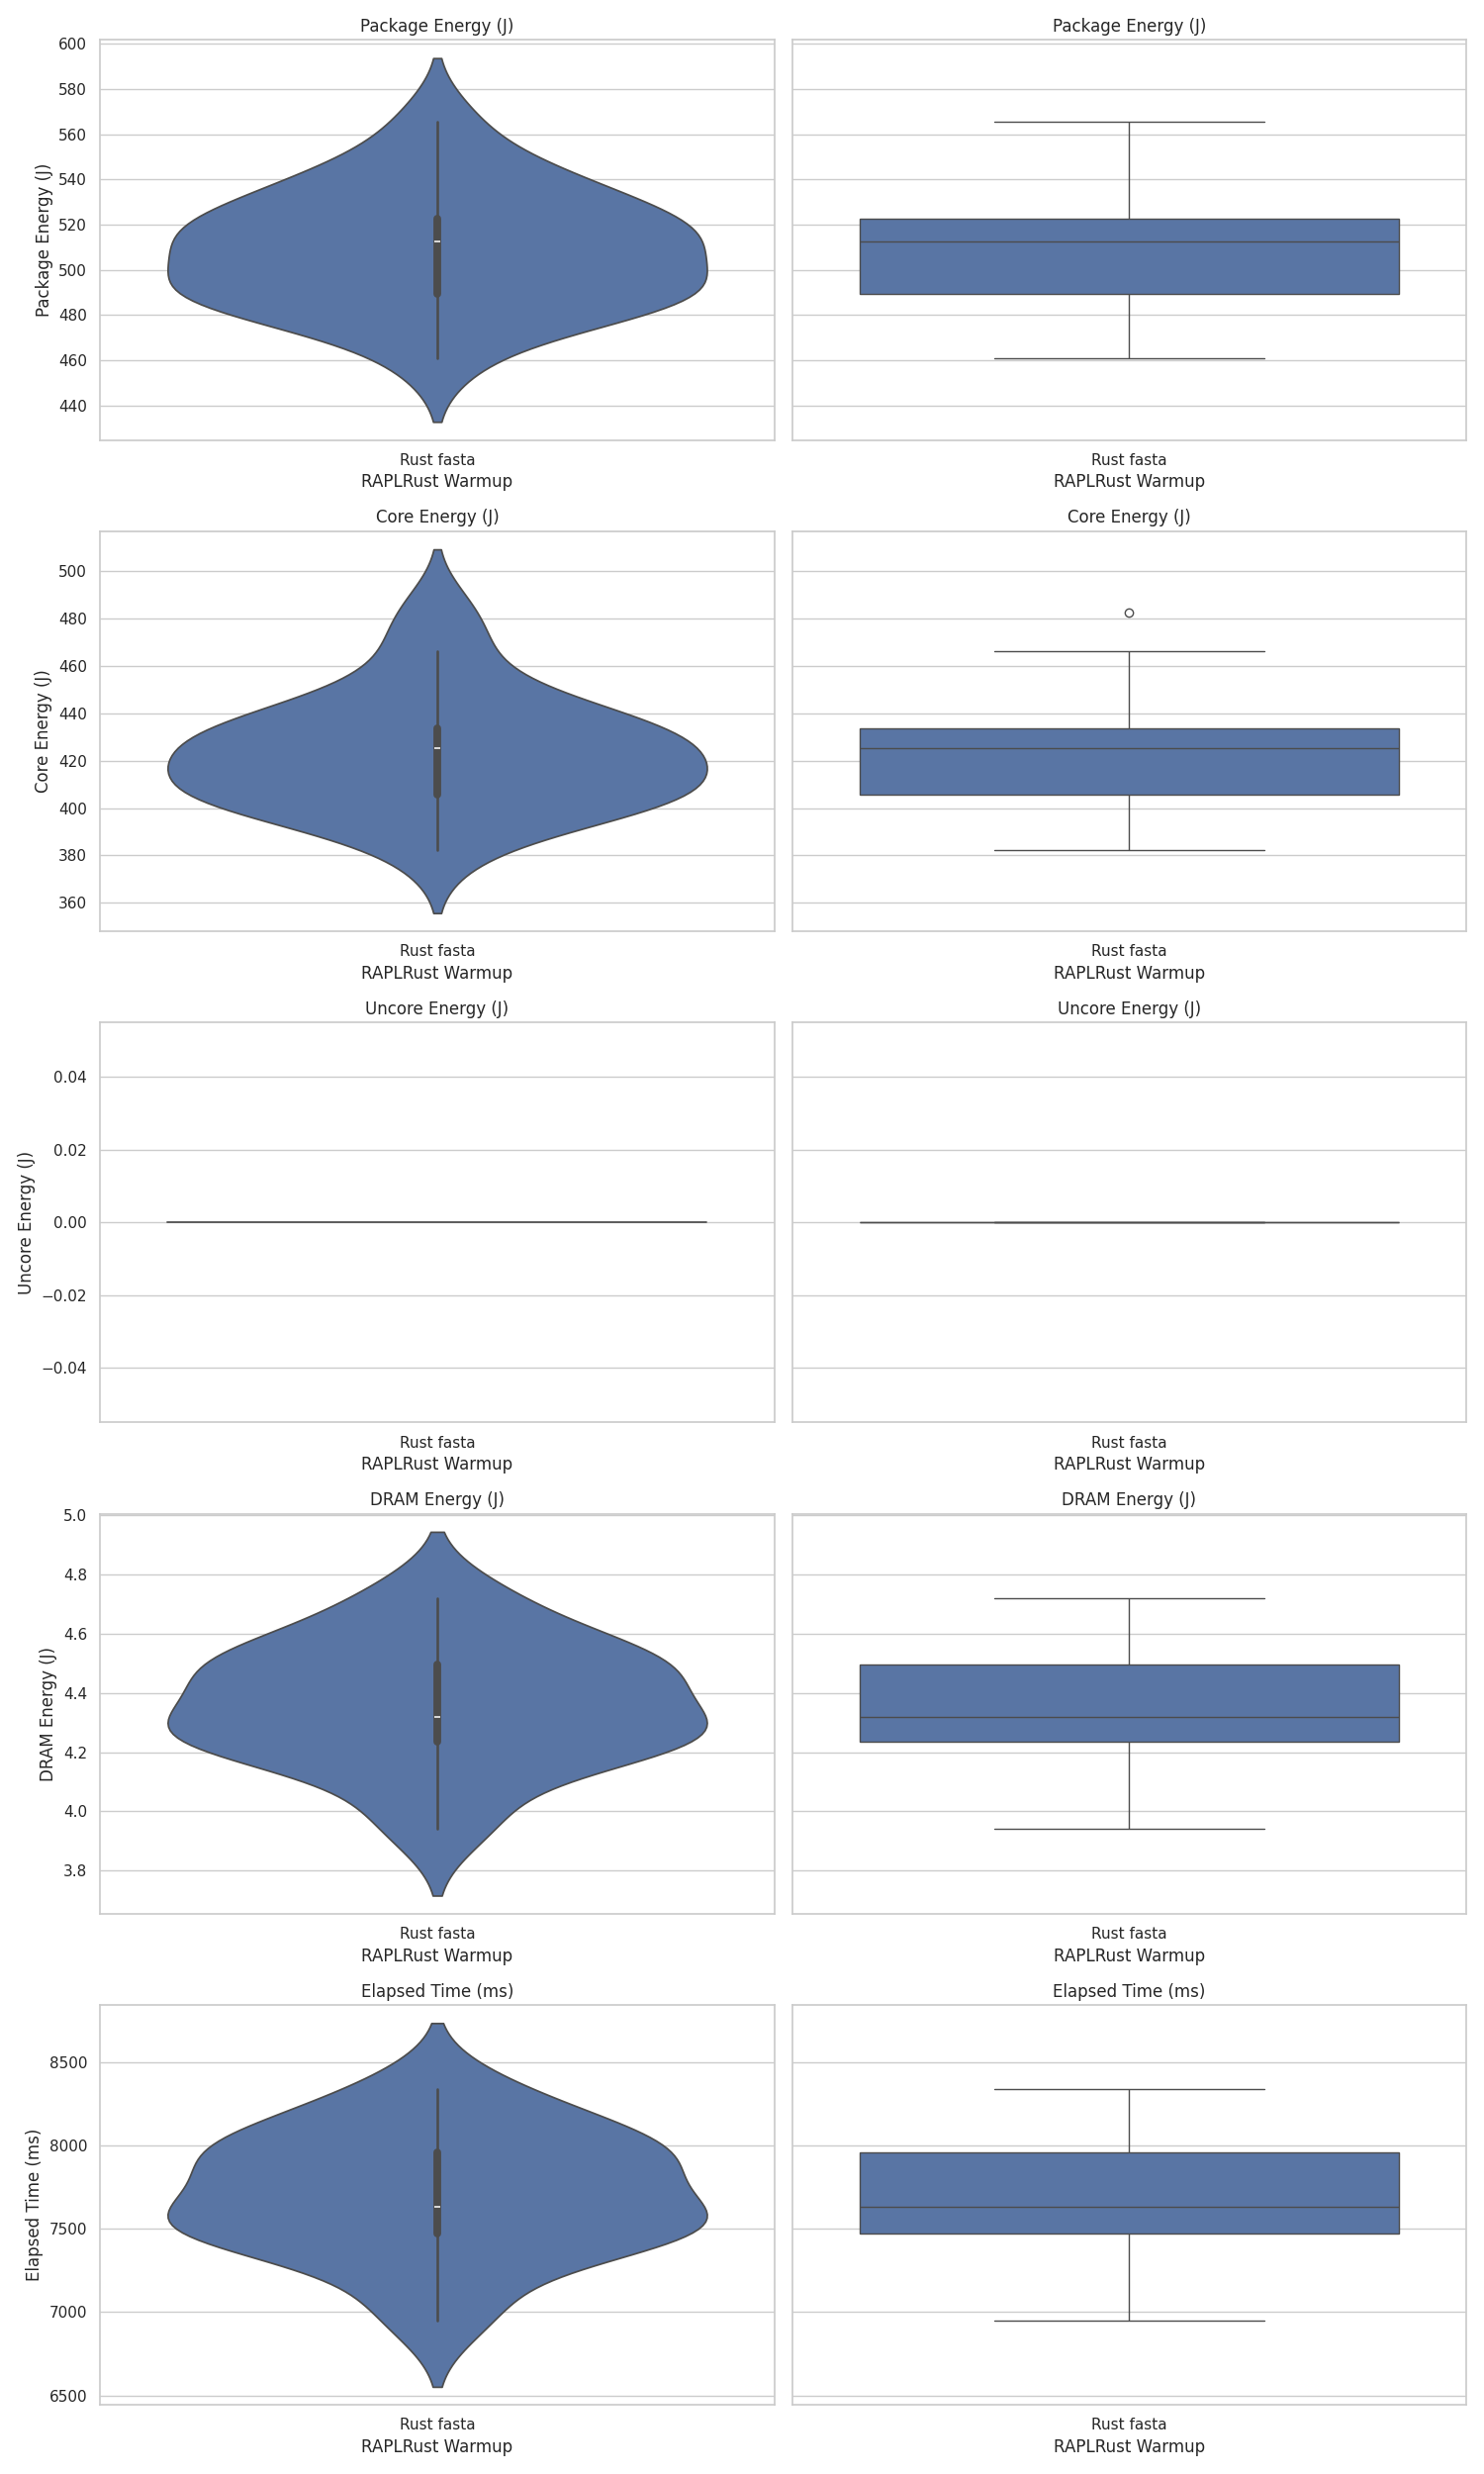 Package Energy (J)
Package Energy (J)
600
580
560
540
520
500
480
460
440
Package Energy (J)
Rust fasta
RAPLRust Warmup
Rust fasta
RAPLRust Warmup
Core Energy (J)
Core Energy (J)
500
480
460
440
420
400
380
360
Core Energy (J)
Rust fasta
RAPLRust Warmup
Rust fasta
RAPLRust Warmup
Uncore Energy (J)
Uncore Energy (J)
0.04
0.02
0.00
−0.02
−0.04
Uncore Energy (J)
Rust fasta
RAPLRust Warmup
Rust fasta
RAPLRust Warmup
DRAM Energy (J)
DRAM Energy (J)
5.0
4.8
4.6
4.4
4.2
4.0
3.8
DRAM Energy (J)
Rust fasta
RAPLRust Warmup
Rust fasta
RAPLRust Warmup
Elapsed Time (ms)
Elapsed Time (ms)
8500
8000
7500
7000
6500
Elapsed Time (ms)
Rust fasta
RAPLRust Warmup
Rust fasta
RAPLRust Warmup